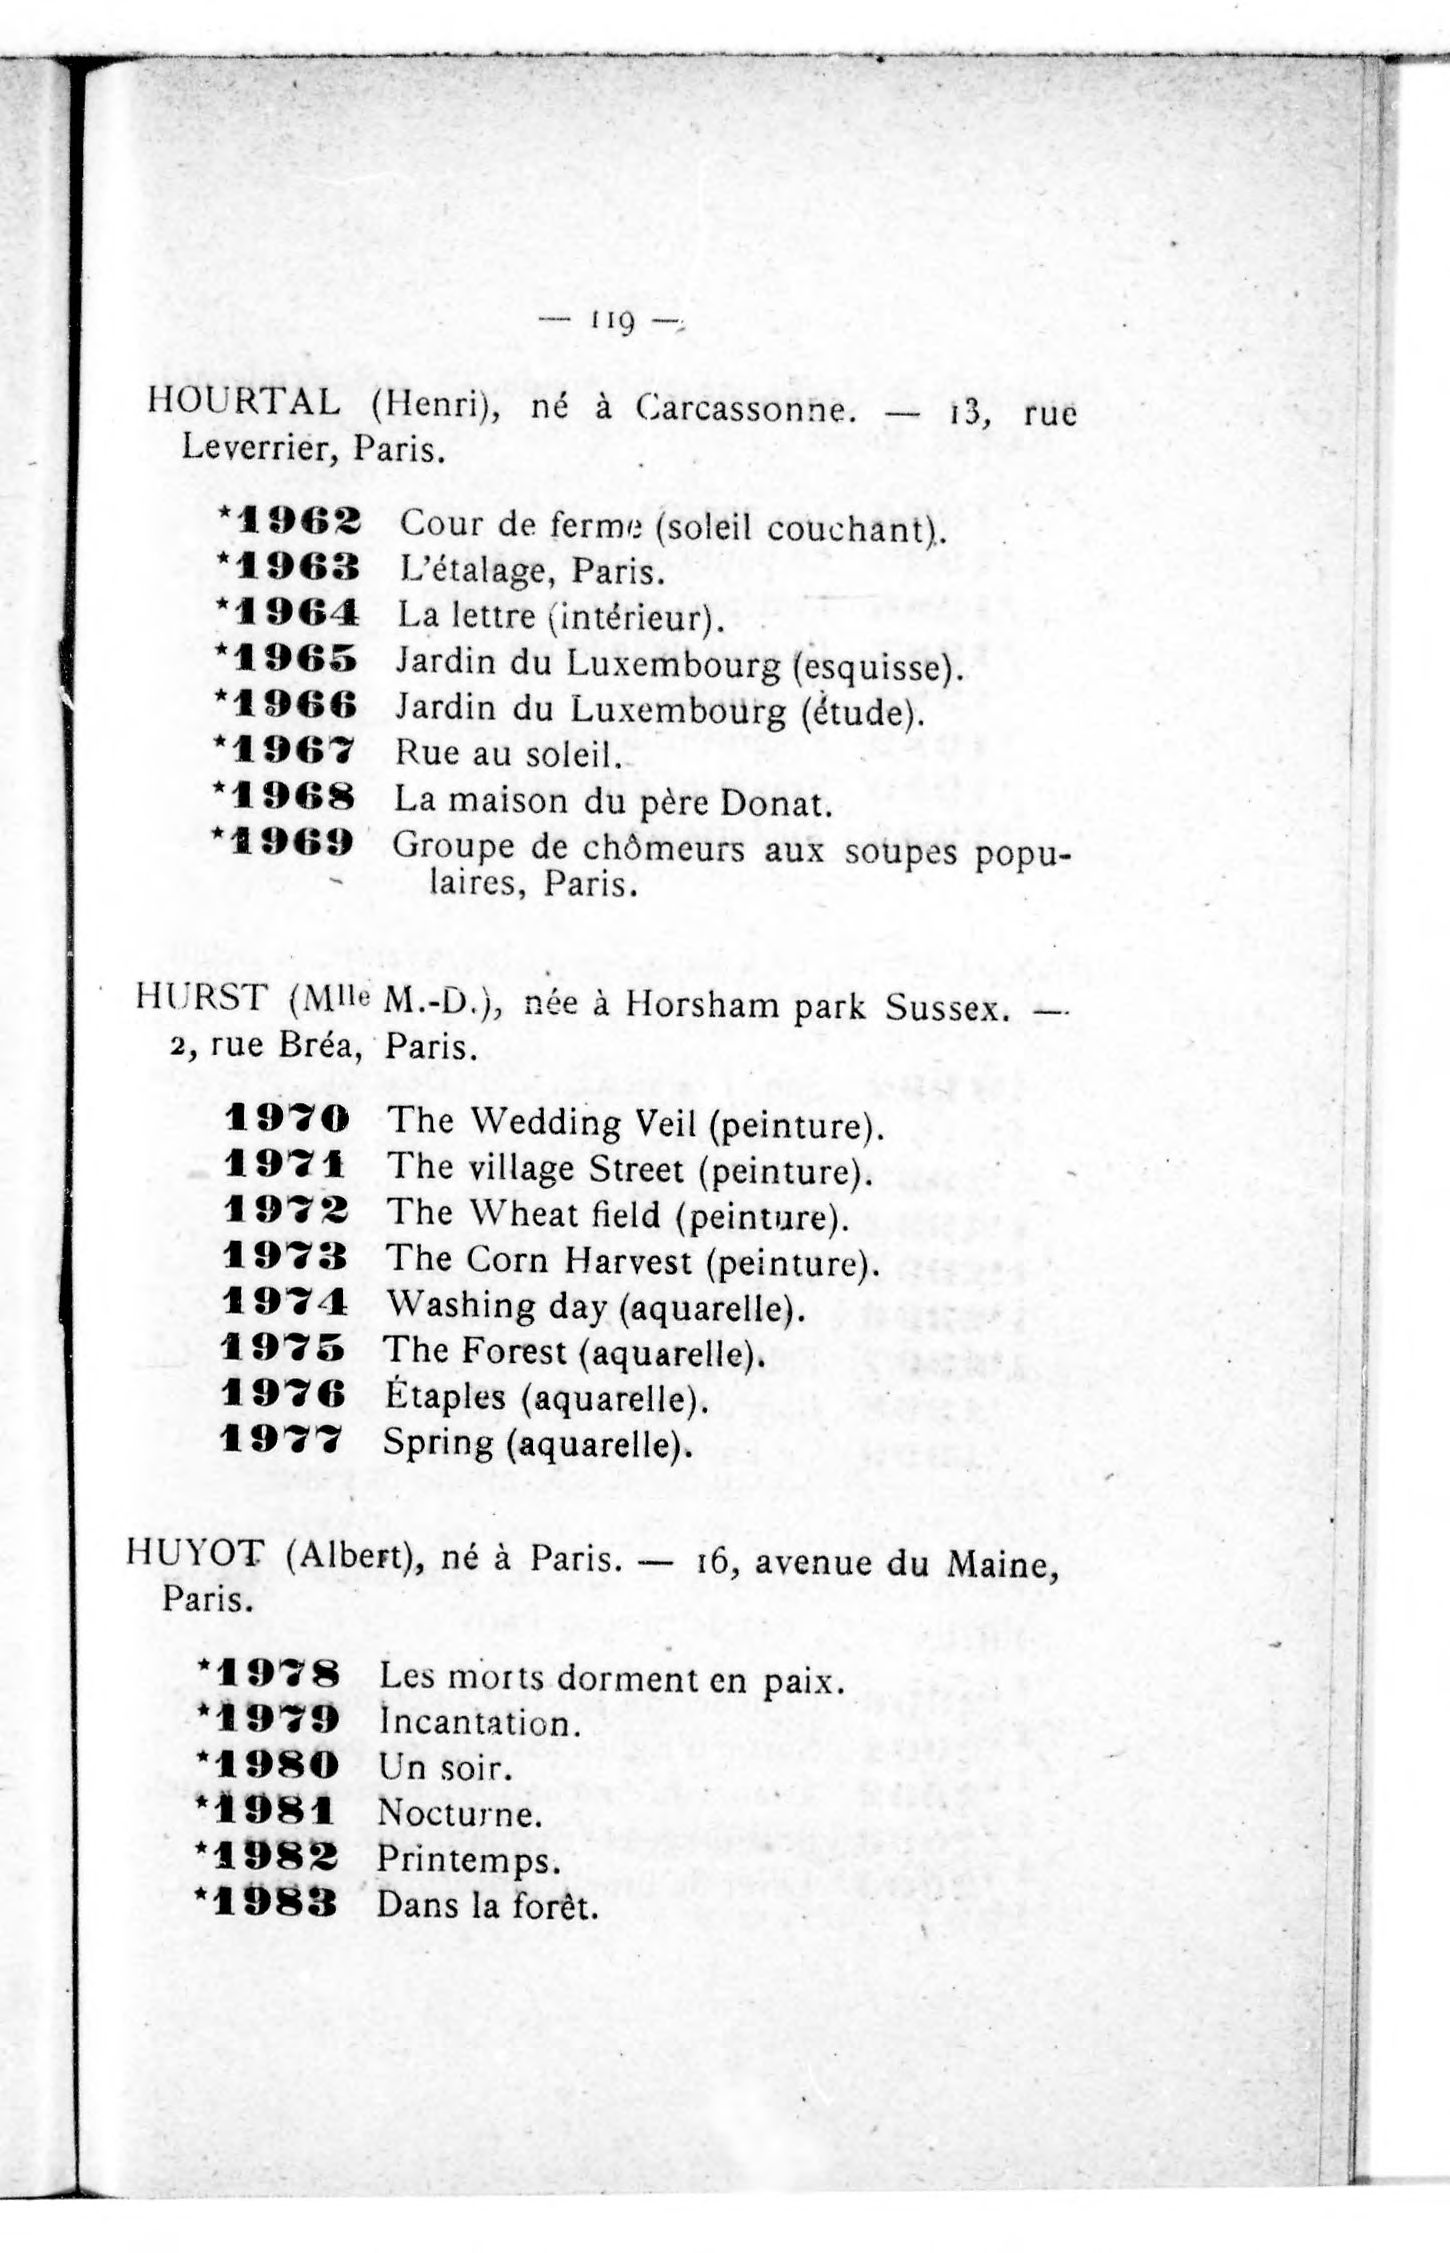 — 119 —
HOURTAL (Henri), né à Carcassonne. — 13, rue
Leverrier, Paris.
*1962 Cour de ferme (soleil couchant).
*1963 L'étalage, Paris.
*1964 La lettre (intérieur).
*1965 Jardin du Luxembourg (esquisse).
*1966 Jardin du Luxembourg (étude).
*1967 Rue au soleil.
*1968 La maison du père Donat.
*1969 Groupe de chômeurs aux soupes popu-
laires, Paris.
HURST (Mlle M.-D.), née à Horsham park Sussex. —
2, rue Bréa, Paris.
1970 The Wedding Veil (peinture).
1971 The village Street (peinture).
1972 The Wheat field (peinture).
1973 The Corn Harvest (peinture).
1974 Washing day (aquarelle).
1975 The Forest (aquarelle).
1976 Étaples (aquarelle).
1977 Spring (aquarelle).
HUYOT (Albert), né à Paris. — 16, avenue du Maine,
Paris.
*1978 Les morts dorment en paix.
*1979 Incantation.
*1980 Un soir.
*1981 Nocturne.
*1982 Printemps.
*1983 Dans la forêt.